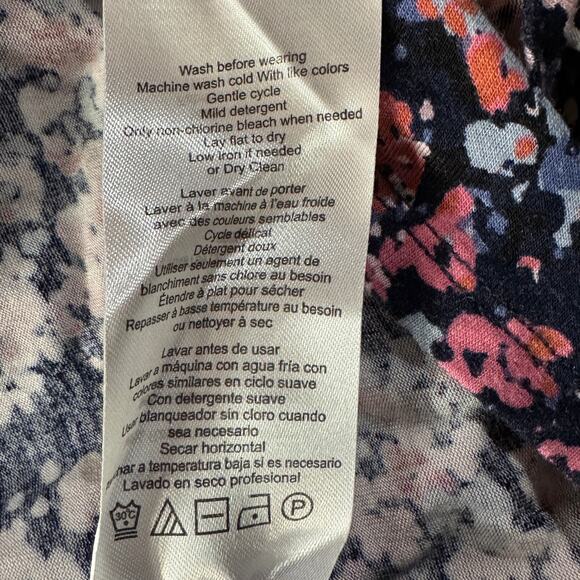 Wash before wearing
Machine wash cold With like colors
Gentle cycle
Mild detergent
Only non-chlorine bleach when needed
Lay flat to dry
Low iron if needed
or Dry Clean
Laver avant de porter
Laver à la machine à l'eau froide
avec des couleurs semblables
Cycle délical
Détergent doux
Utiliser seulement un agent de
blanchiment sans chlore au besoin
Étendre à plat pour sécher
Repasser à basse température au besoin
ou nettoyer à sec
Lavar antes de usar
Lavar a máquina con agua fría con
colores similares en ciclo suave
Con detergente suave
Usar blanqueador sin cloro cuando
sea necesario
Secar horizontal
a temperatura baja si es necesario
Lavado en seco profesional
30°C P